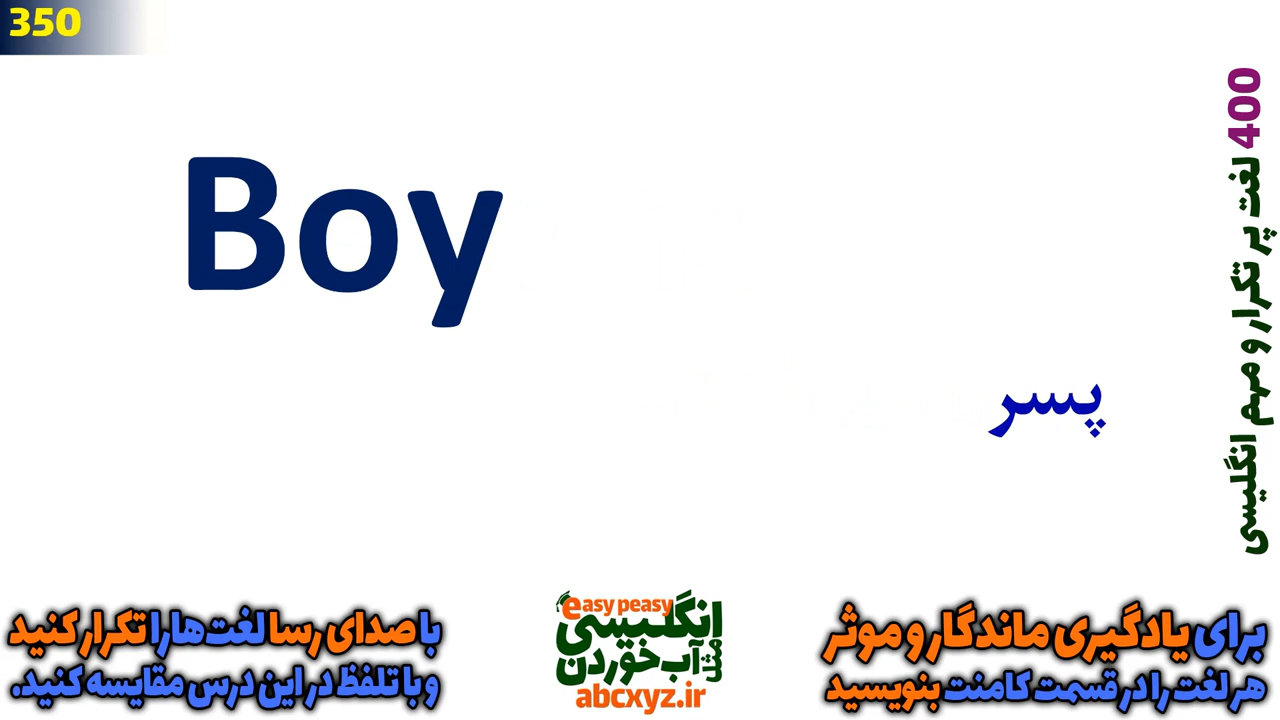 350
Boy
پسر
400 لغت پر تکرار و مهم انگلیسی
برای یادگیری ماندگار و موثر
هر لغت را در قسمت کامنت بنویسید
easy peasy
انگلیسی
مثل آب خوردن
abcxyz.ir
با صدای رسا لغت‌ها را تکرار کنید
و با تلفظ در این درس مقایسه کنید.